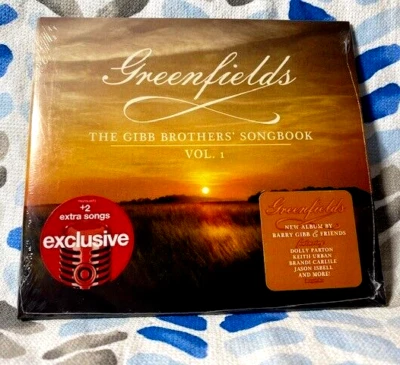 Greenfields
THE GIBB BROTHERS' SONGBOOK
VOL. 1
+2
extra songs
exclusive
Greenfields
NEW ALBUM BY
BARRY GIBB & FRIENDS
DOLLY PARTON
KEITH URBAN
BRANDI CARLILE
JASON ISBELL
AND MORE!